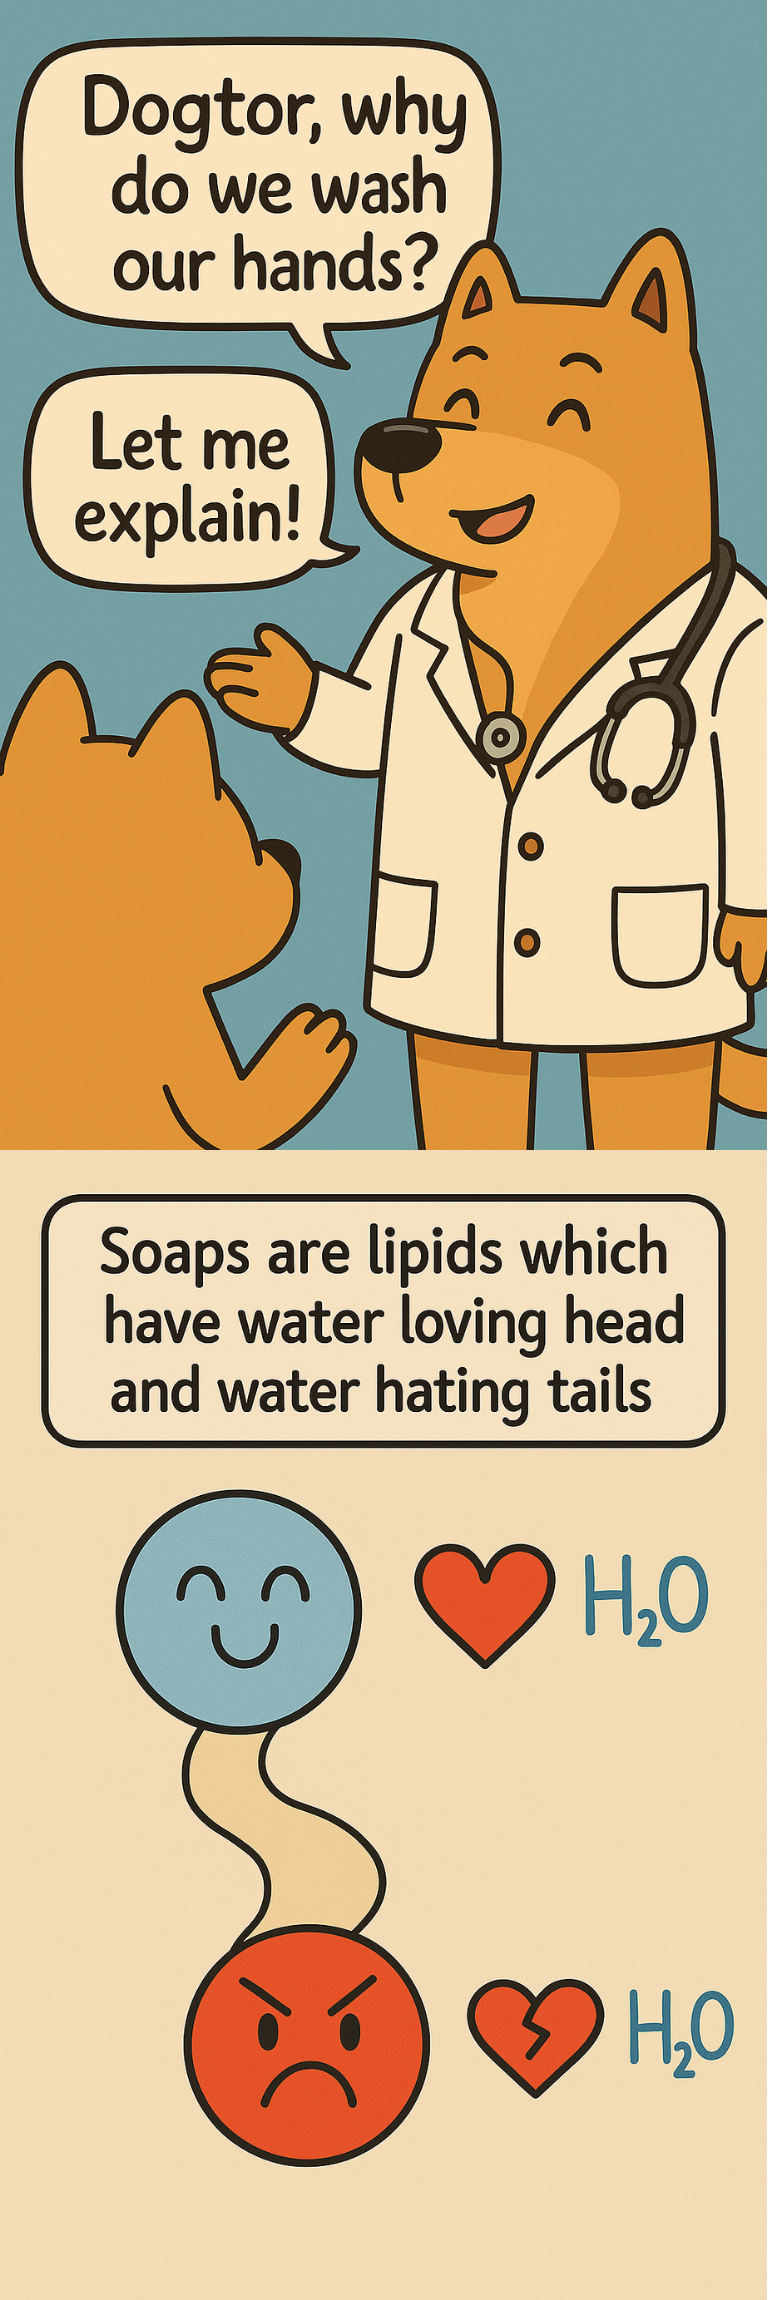 Dogtor, why
do we wash
our hands?
Let me
explain!
Soaps are lipids which
have water loving head
and water hating tails
H₂O
H₂O